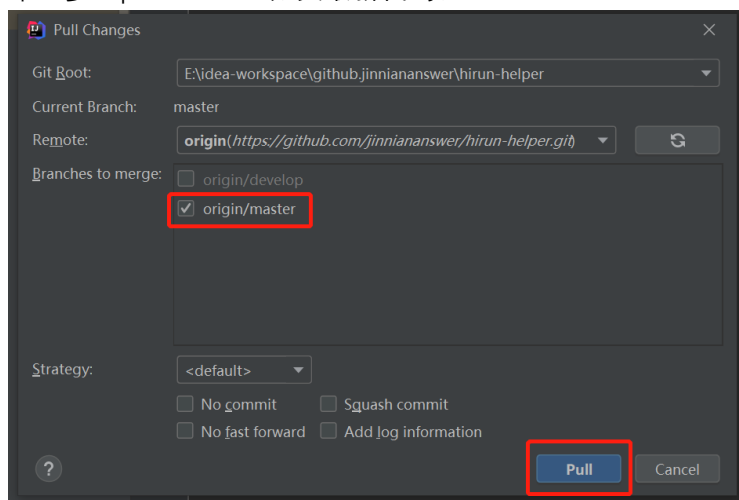 Pull Changes
Git Root: E:\idea-workspace\github.jinniananswer\hirun-helper
Current Branch: master
Remote: origin(https://github.com/jinniananswer/hirun-helper.git)
Branches to merge: origin/develop
origin/master
Strategy: <default>
No commit Squash commit
No fast forward Add log information
? Pull Cancel